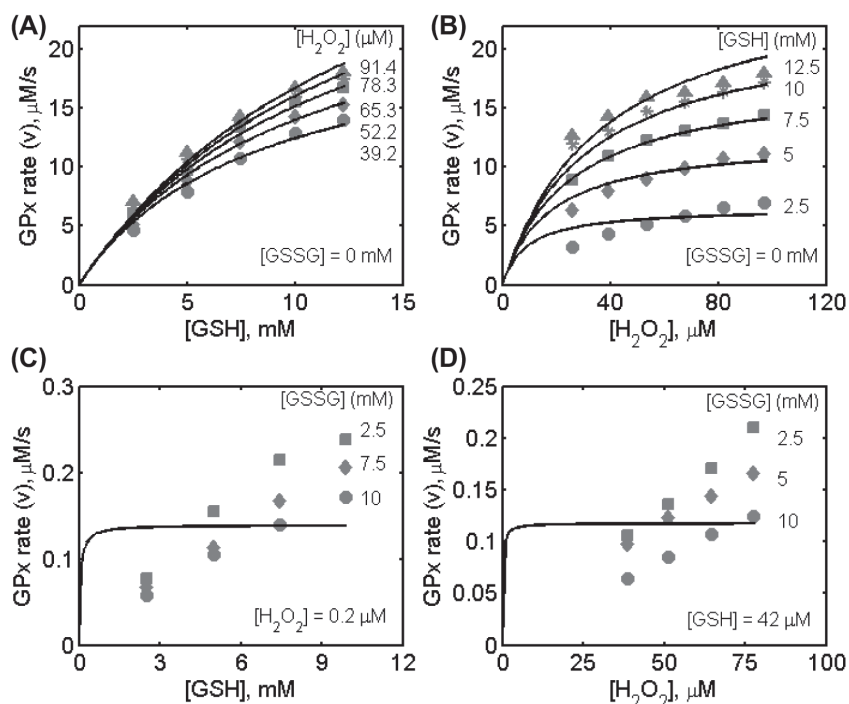 (A)
[H2O2] (μM)
91.4
78.3
65.3
52.2
39.2
[GSSG] = 0 mM
GPx rate (v), μM/s
20
15
10
5
0
0 5 10 15
[GSH], mM
(B)
[GSH] (mM)
12.5
10
7.5
5
2.5
[GSSG] = 0 mM
GPx rate (v), μM/s
20
15
10
5
0
0 40 80 120
[H2O2], μM
(C)
[GSSG] (mM)
2.5
7.5
10
[H2O2] = 0.2 μM
GPx rate (v), μM/s
0.3
0.2
0.1
0
0 3 6 9 12
[GSH], mM
(D)
[GSSG] (mM)
2.5
5
10
[GSH] = 42 μM
GPx rate (v), μM/s
0.25
0.2
0.15
0.1
0.05
0
0 25 50 75 100
[H2O2], μM